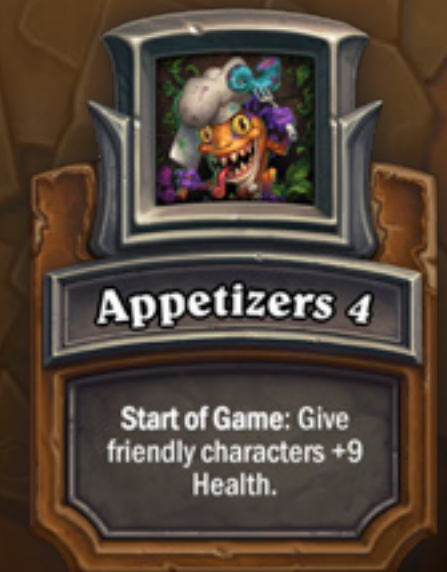 Appetizers 4
Start of Game: Give
friendly characters +9
Health.